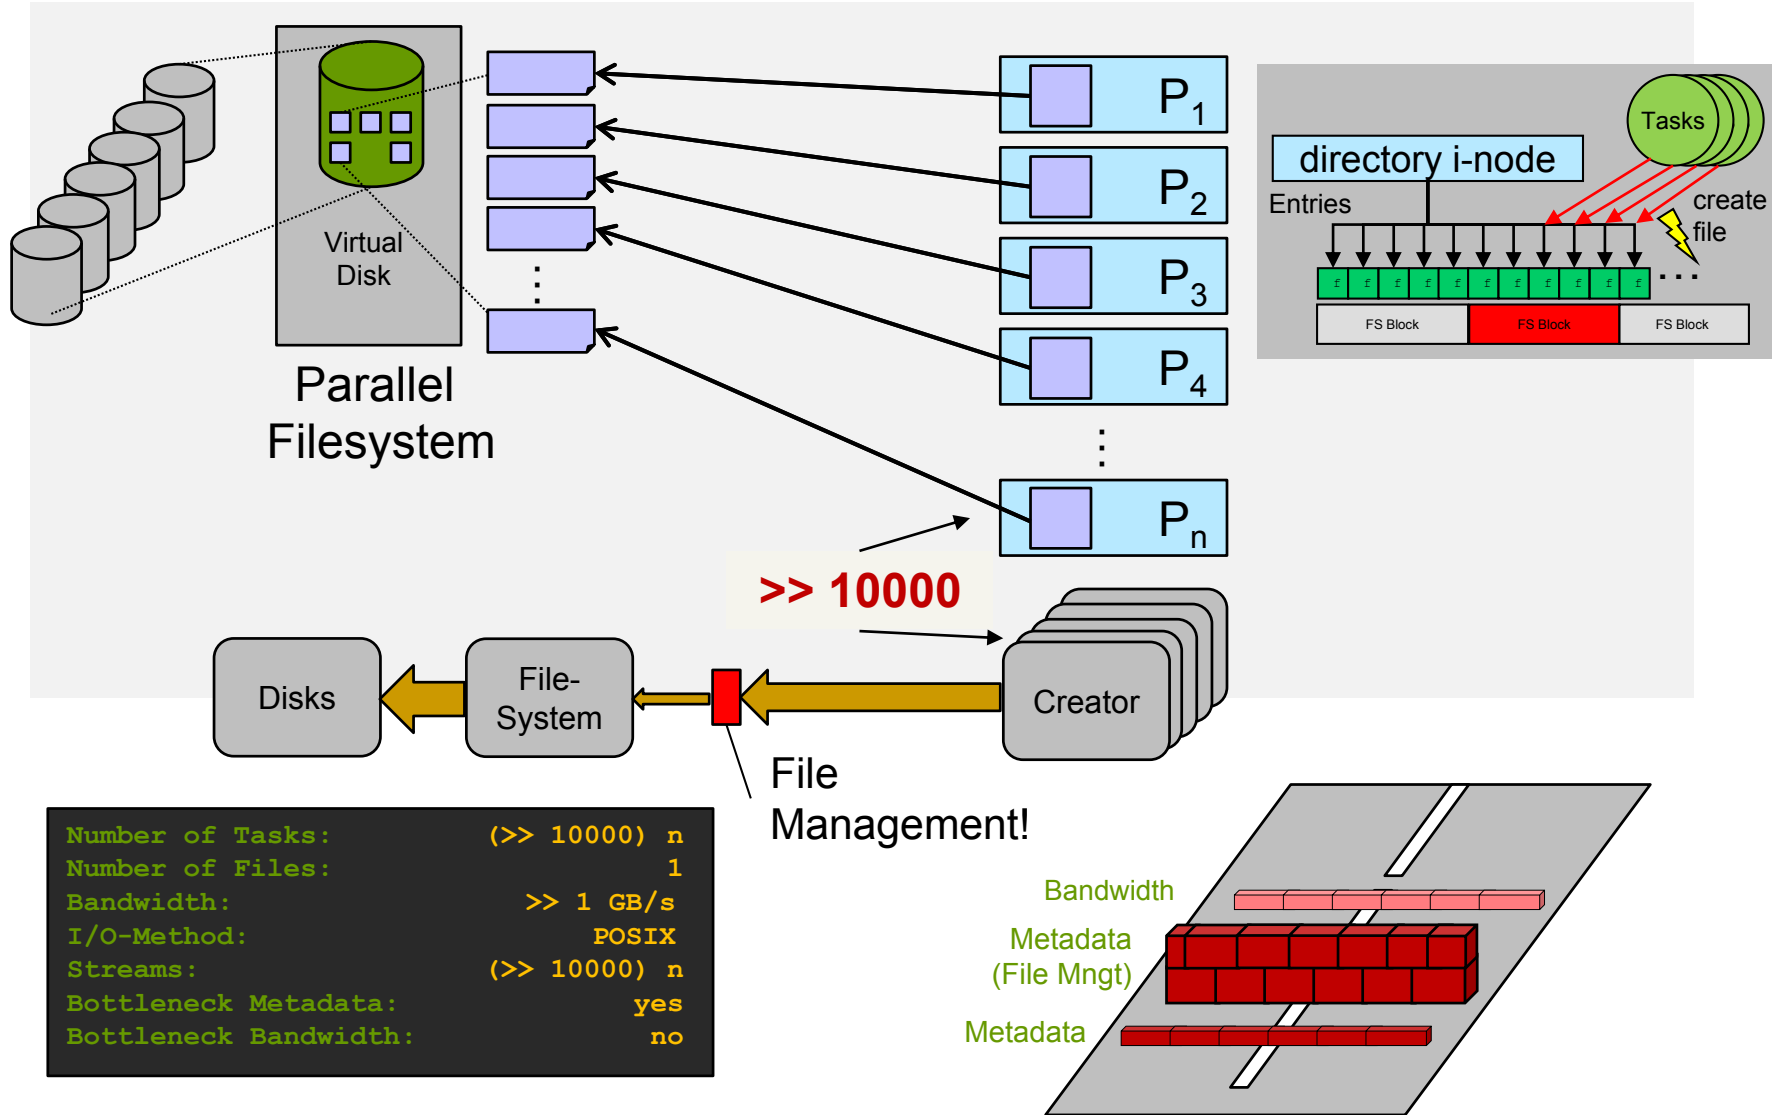 P1
P2
P3
P4
⋮
Pn
Virtual
Disk
⋮
Parallel
Filesystem
Tasks
directory i-node
Entries
create
file
f f f f f f f f f f f ...
FS Block FS Block FS Block
>> 10000
Disks
File-
System
Creator
File
Management!
Number of Tasks: (>> 10000) n
Number of Files: 1
Bandwidth: >> 1 GB/s
I/O-Method: POSIX
Streams: (>> 10000) n
Bottleneck Metadata: yes
Bottleneck Bandwidth: no
Bandwidth
Metadata
(File Mngt)
Metadata